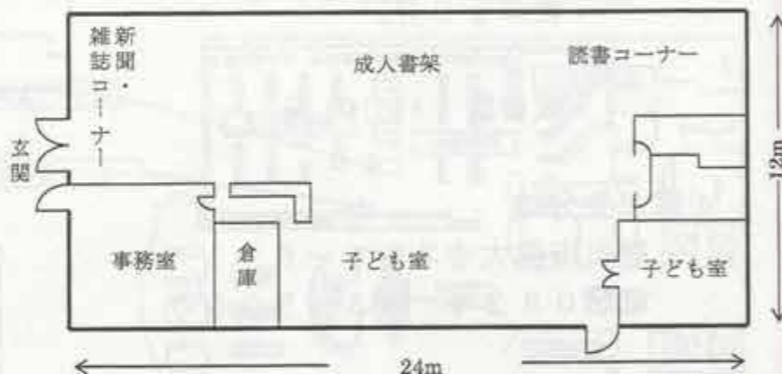 新聞・
雑誌コーナー
成人書架
読書コーナー
玄関
12m
事務室
倉庫
子ども室
子ども室
24m